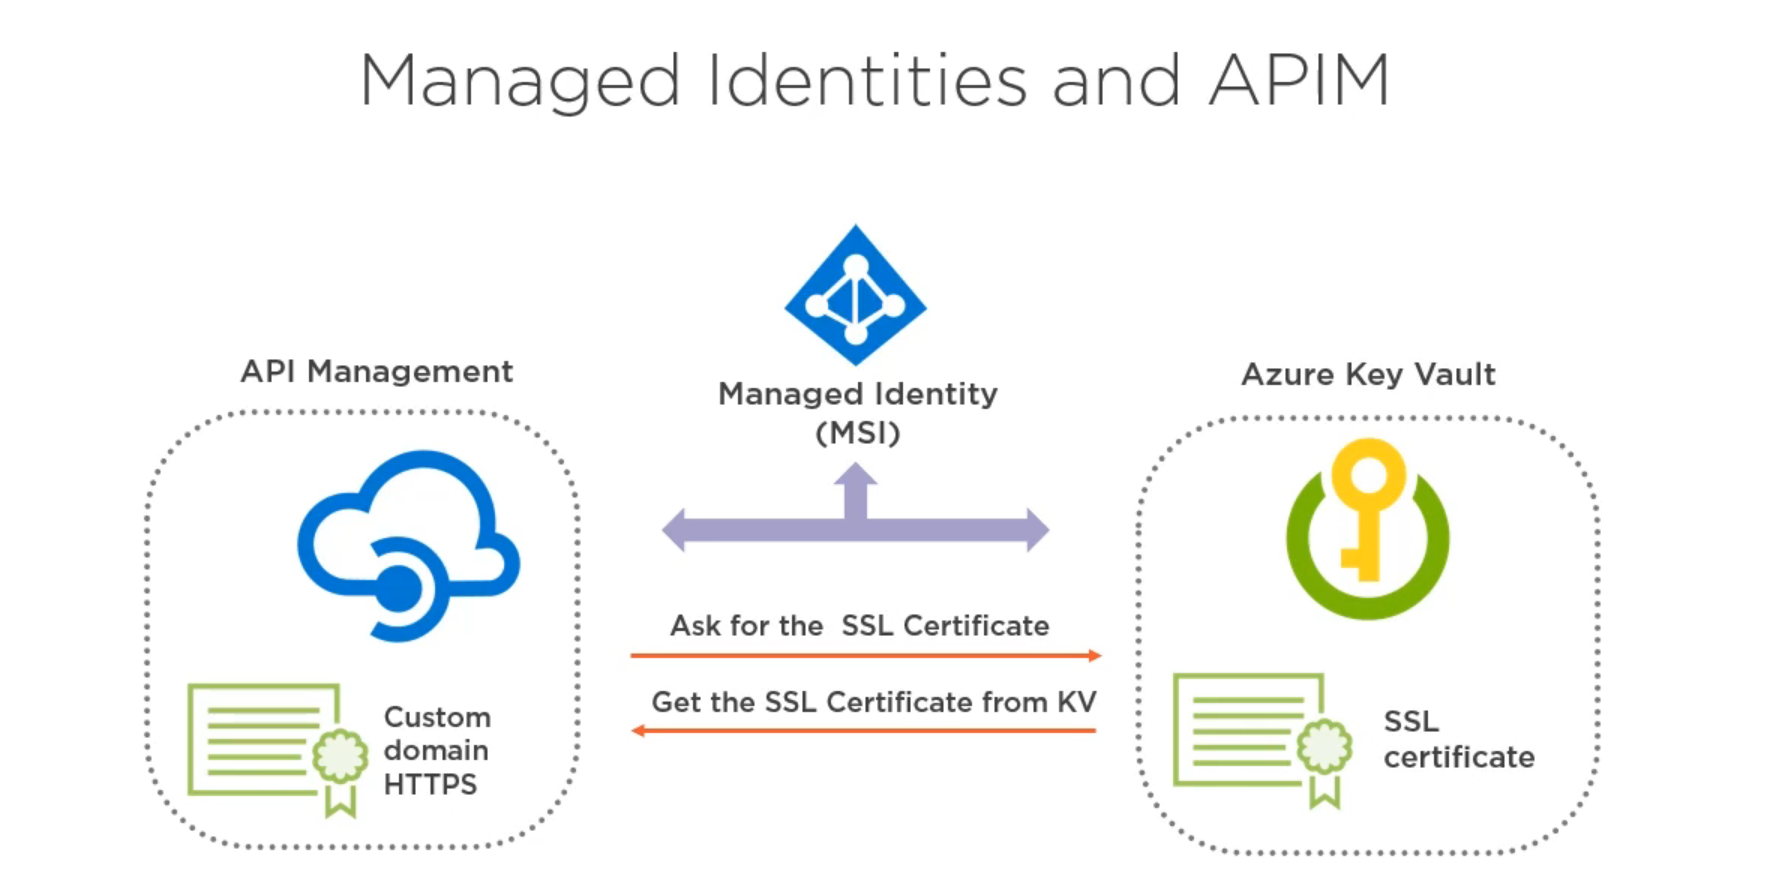 Managed Identities and APIM
API Management
Managed Identity
(MSI)
Azure Key Vault
Ask for the SSL Certificate
Get the SSL Certificate from KV
Custom
domain
HTTPS
SSL
certificate